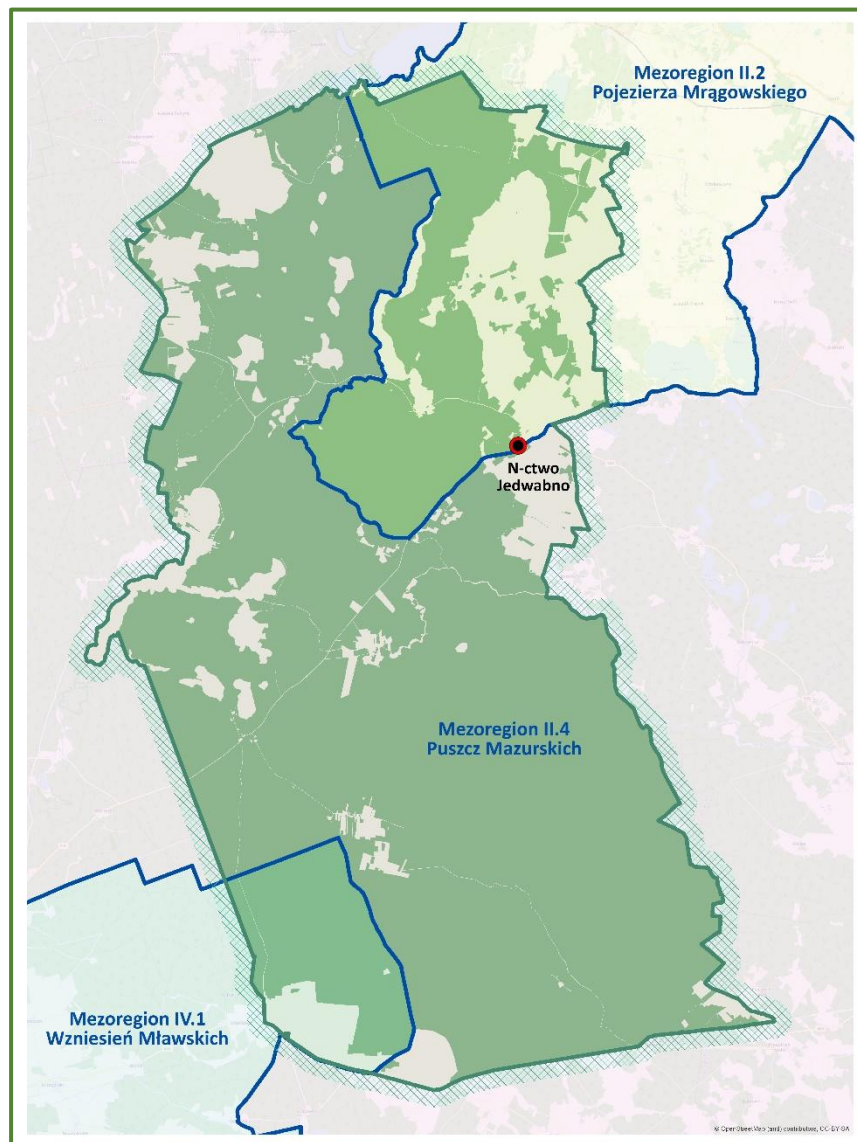 Mezoregion II.2
Pojezierza Mrągowskiego
N-ctwo
Jedwabno
Mezoregion II.4
Puszcz Mazurskich
Mezoregion IV.1
Wzniesień Mławskich
© OpenStreetMap (and) contributors, CC-BY-SA